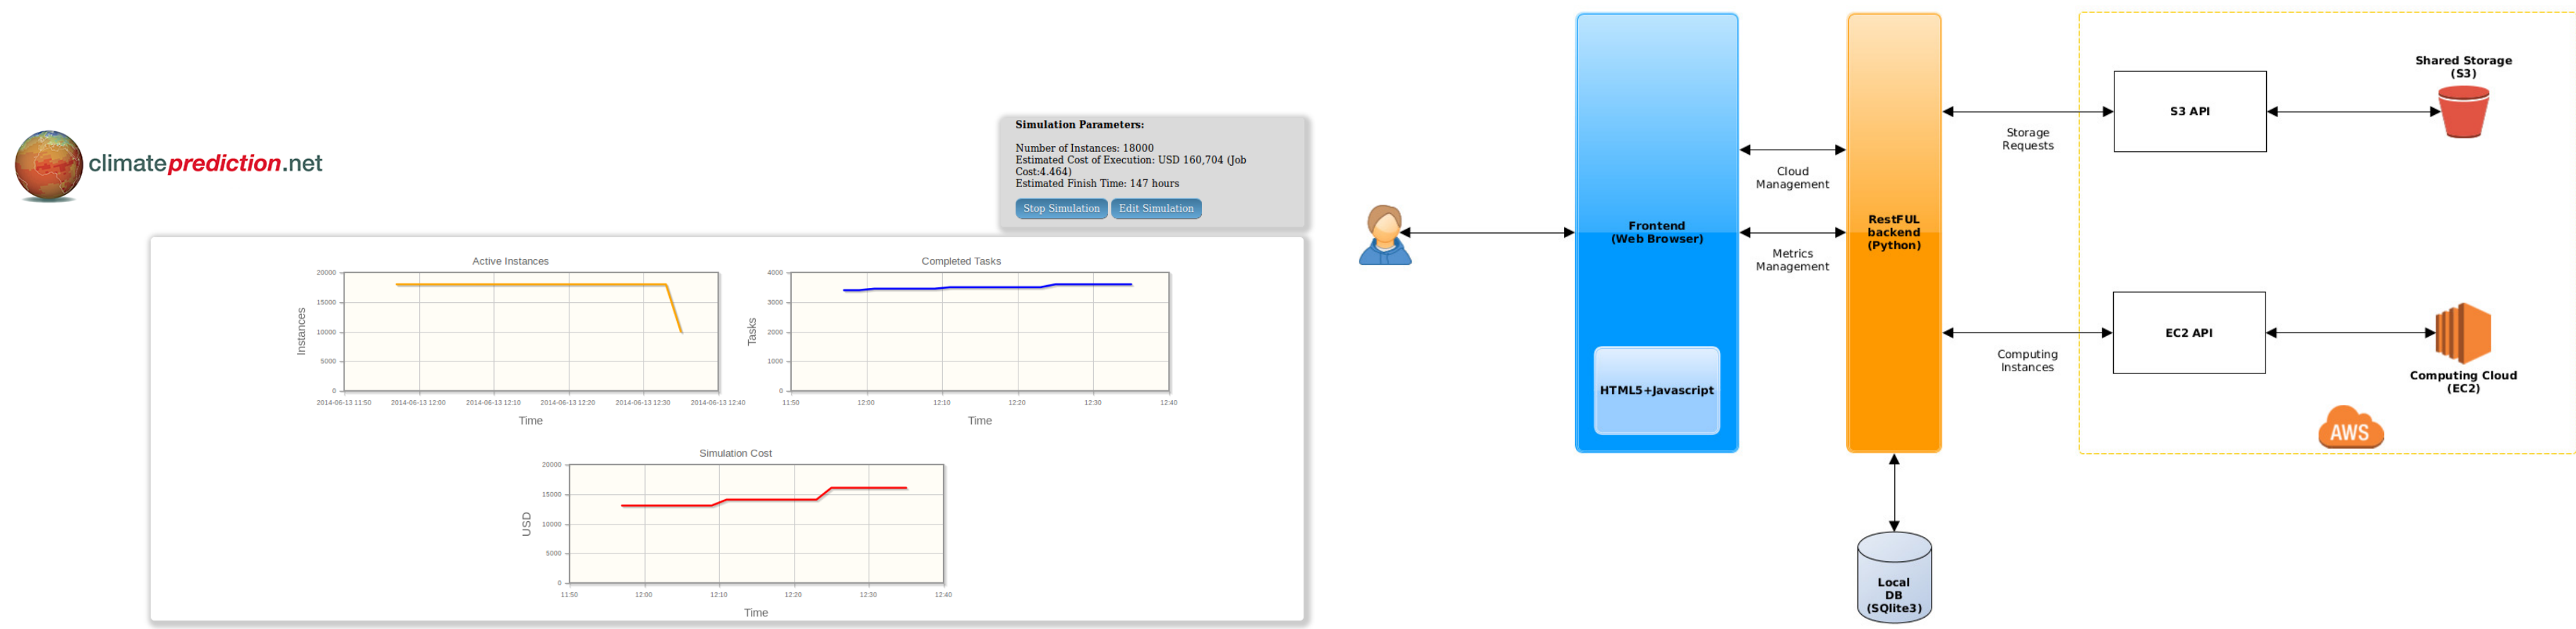 climateprediction.net
Simulation Parameters:
Number of Instances: 18000
Estimated Cost of Execution: USD 160,704 (Job
Cost:4.464)
Estimated Finish Time: 147 hours
Stop Simulation
Edit Simulation
Active Instances
20000
15000
10000
5000
0
Instances
2014-06-13 11:50
2014-06-13 12:00
2014-06-13 12:10
2014-06-13 12:20
2014-06-13 12:30
2014-06-13 12:40
Time
Completed Tasks
4000
3000
2000
1000
0
Tasks
11:50
12:00
12:10
12:20
12:30
12:40
Time
Simulation Cost
20000
15000
10000
5000
0
USD
11:50
12:00
12:10
12:20
12:30
12:40
Time
Frontend
(Web Browser)
HTML5+Javascript
Cloud
Management
Metrics
Management
RestFUL
backend
(Python)
Local
DB
(SQlite3)
Storage
Requests
Computing
Instances
S3 API
EC2 API
Shared Storage
(S3)
Computing Cloud
(EC2)
AWS